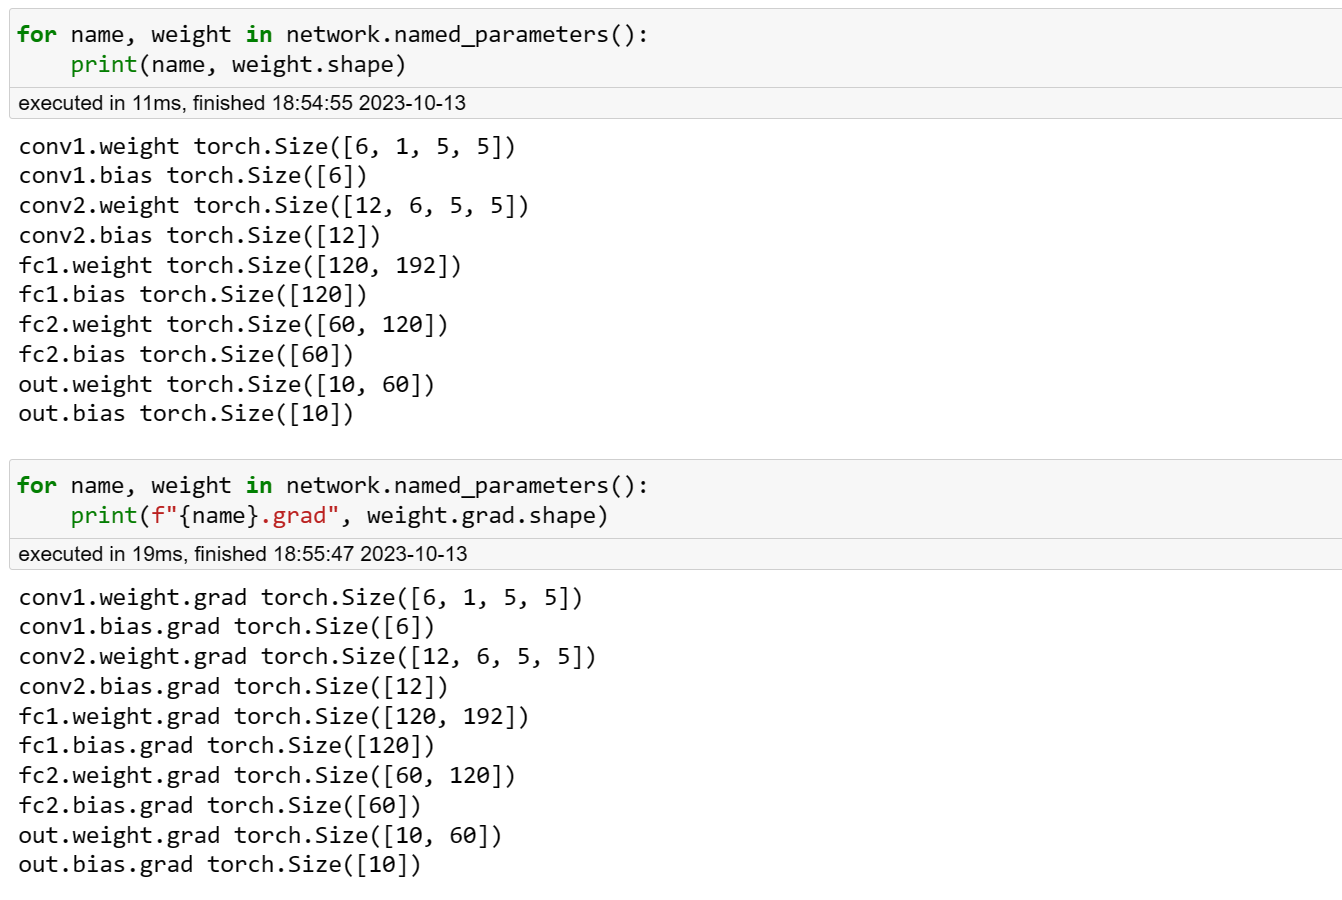 for name, weight in network.named_parameters():
    print(name, weight.shape)
executed in 11ms, finished 18:54:55 2023-10-13
conv1.weight torch.Size([6, 1, 5, 5])
conv1.bias torch.Size([6])
conv2.weight torch.Size([12, 6, 5, 5])
conv2.bias torch.Size([12])
fc1.weight torch.Size([120, 192])
fc1.bias torch.Size([120])
fc2.weight torch.Size([60, 120])
fc2.bias torch.Size([60])
out.weight torch.Size([10, 60])
out.bias torch.Size([10])
for name, weight in network.named_parameters():
    print(f"{name}.grad", weight.grad.shape)
executed in 19ms, finished 18:55:47 2023-10-13
conv1.weight.grad torch.Size([6, 1, 5, 5])
conv1.bias.grad torch.Size([6])
conv2.weight.grad torch.Size([12, 6, 5, 5])
conv2.bias.grad torch.Size([12])
fc1.weight.grad torch.Size([120, 192])
fc1.bias.grad torch.Size([120])
fc2.weight.grad torch.Size([60, 120])
fc2.bias.grad torch.Size([60])
out.weight.grad torch.Size([10, 60])
out.bias.grad torch.Size([10])